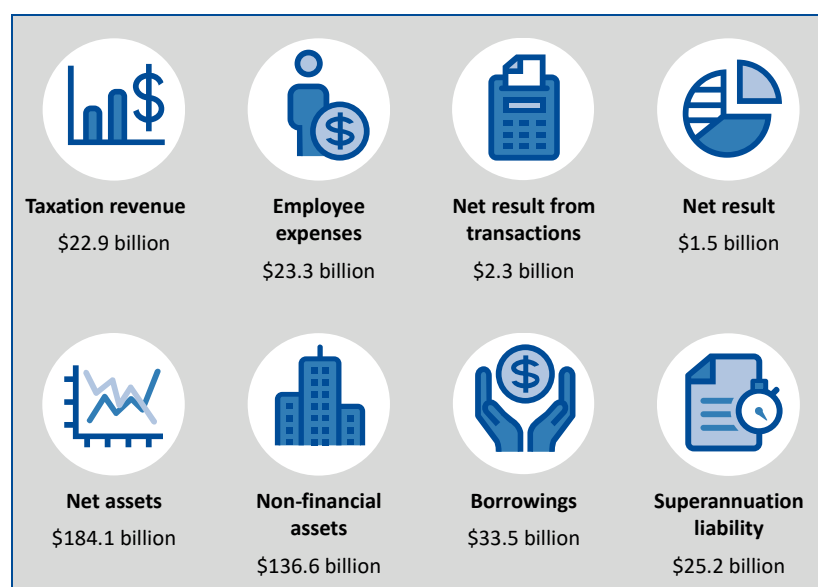 $
$
Taxation revenue
$22.9 billion
Employee
expenses
$23.3 billion
Net result from
transactions
$2.3 billion
Net result
$1.5 billion
$
Net assets
$184.1 billion
Non-financial
assets
$136.6 billion
Borrowings
$33.5 billion
Superannuation
liability
$25.2 billion